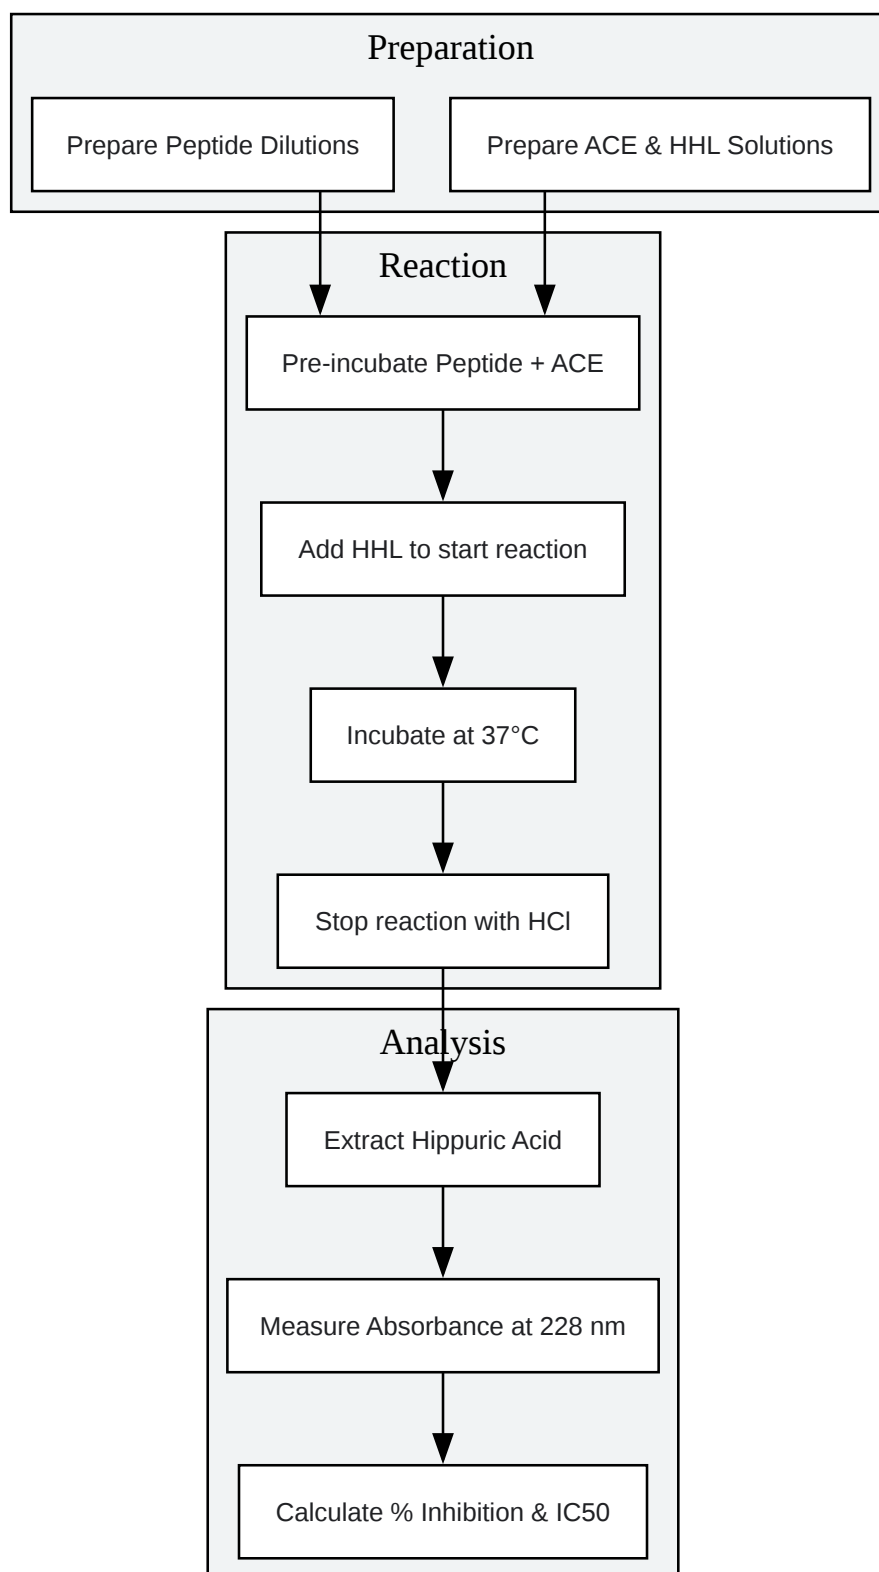 Preparation
Prepare Peptide Dilutions
Prepare ACE & HHL Solutions
Reaction
Pre-incubate Peptide + ACE
Add HHL to start reaction
Incubate at 37°C
Stop reaction with HCl
Analysis
Extract Hippuric Acid
Measure Absorbance at 228 nm
Calculate % Inhibition & IC50